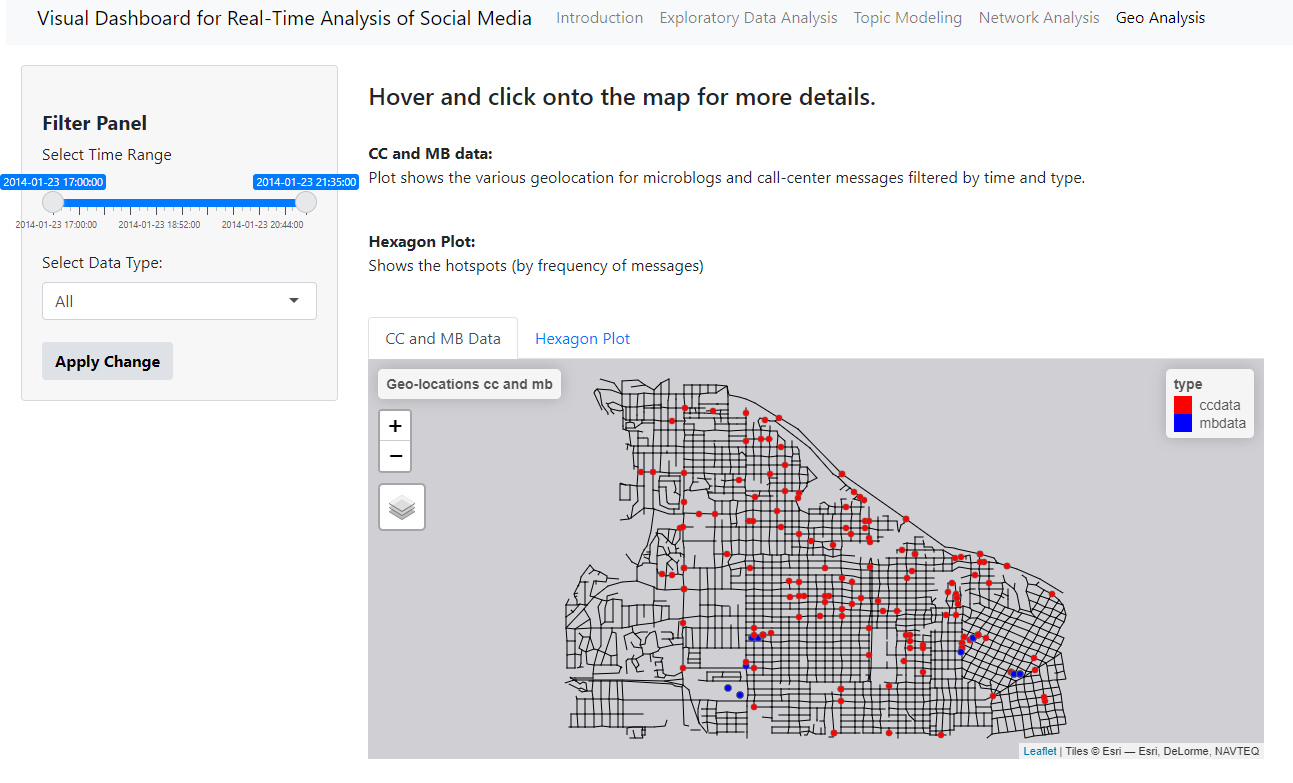 Visual Dashboard for Real-Time Analysis of Social Media Introduction Exploratory Data Analysis Topic Modeling Network Analysis Geo Analysis
Filter Panel
Select Time Range
2014-01-23 17:00:00 2014-01-23 21:35:00
2014-01-23 17:00:00 2014-01-23 18:52:00 2014-01-23 20:44:00
Select Data Type:
All
Apply Change
Hover and click onto the map for more details.
CC and MB data:
Plot shows the various geolocation for microblogs and call-center messages filtered by time and type.
Hexagon Plot:
Shows the hotspots (by frequency of messages)
CC and MB Data Hexagon Plot
Geo-locations cc and mb
+
−
type
ccdata
mbdata
Leaflet | Tiles © Esri — Esri, DeLorme, NAVTEQ